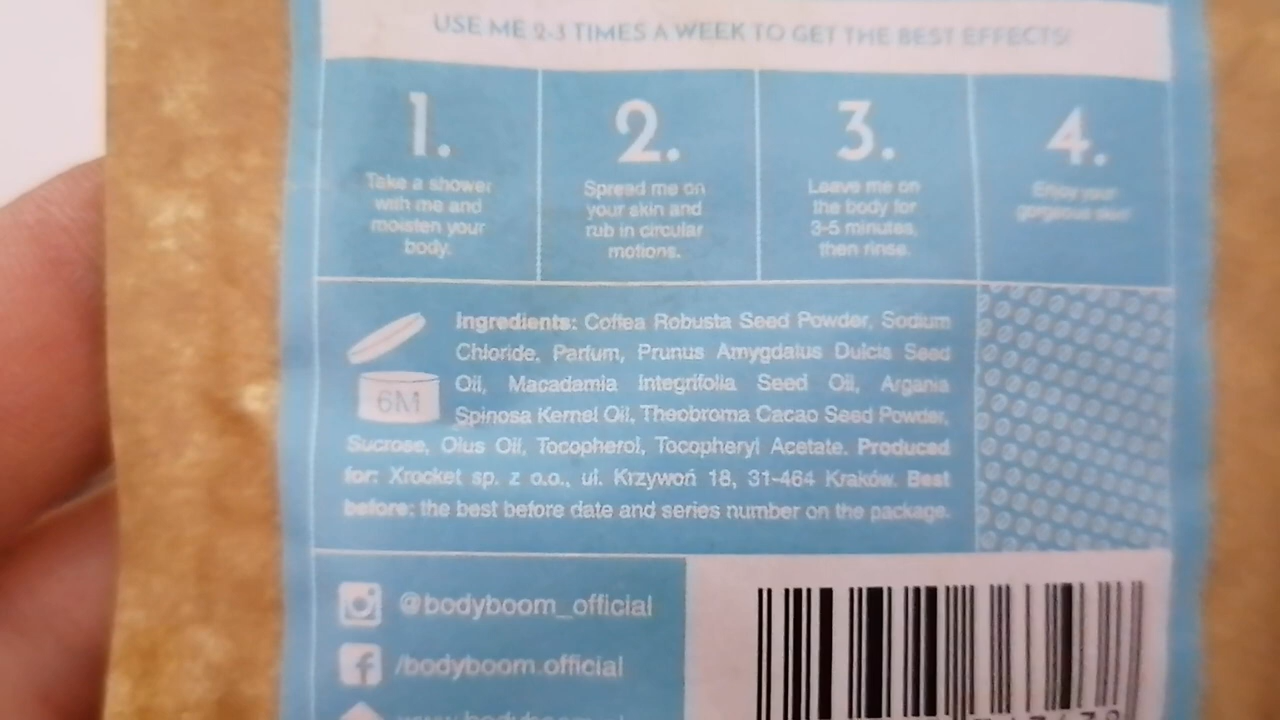 USE ME 2-3 TIMES A WEEK TO GET THE BEST EFFECTS!
1.
Take a shower
with me and
moisten your
body.
2.
Spread me on
your skin and
rub in circular
motions.
3.
Leave me on
the body for
3-5 minutes,
then rinse.
4.
Enjoy your
gorgeous skin!
6M
Ingredients: Coffea Robusta Seed Powder, Sodium
Chloride, Parfum, Prunus Amygdalus Dulcis Seed
Oil, Macadamia Integrifolia Seed Oil, Argania
Spinosa Kernel Oil, Theobroma Cacao Seed Powder,
Sucrose, Olus Oil, Tocopherol, Tocopheryl Acetate. Produced
for: Xrocket sp. z o.o., ul. Krzywoń 18, 31-464 Kraków. Best
before: the best before date and series number on the package.
@bodyboom_official
/bodyboom.official